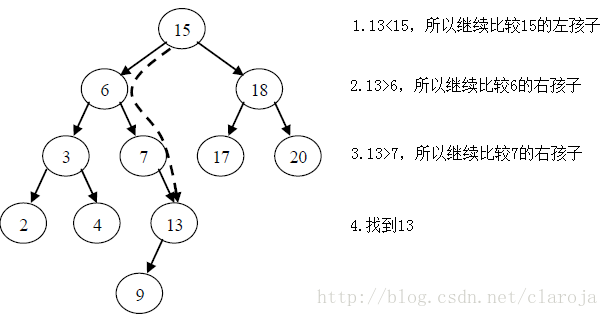 15
1.13<15，所以继续比较15的左孩子
6
18
2.13>6，所以继续比较6的右孩子
3
7
17
20
3.13>7，所以继续比较7的右孩子
2
4
13
4.找到13
9
http://blog.csdn.net/claroja